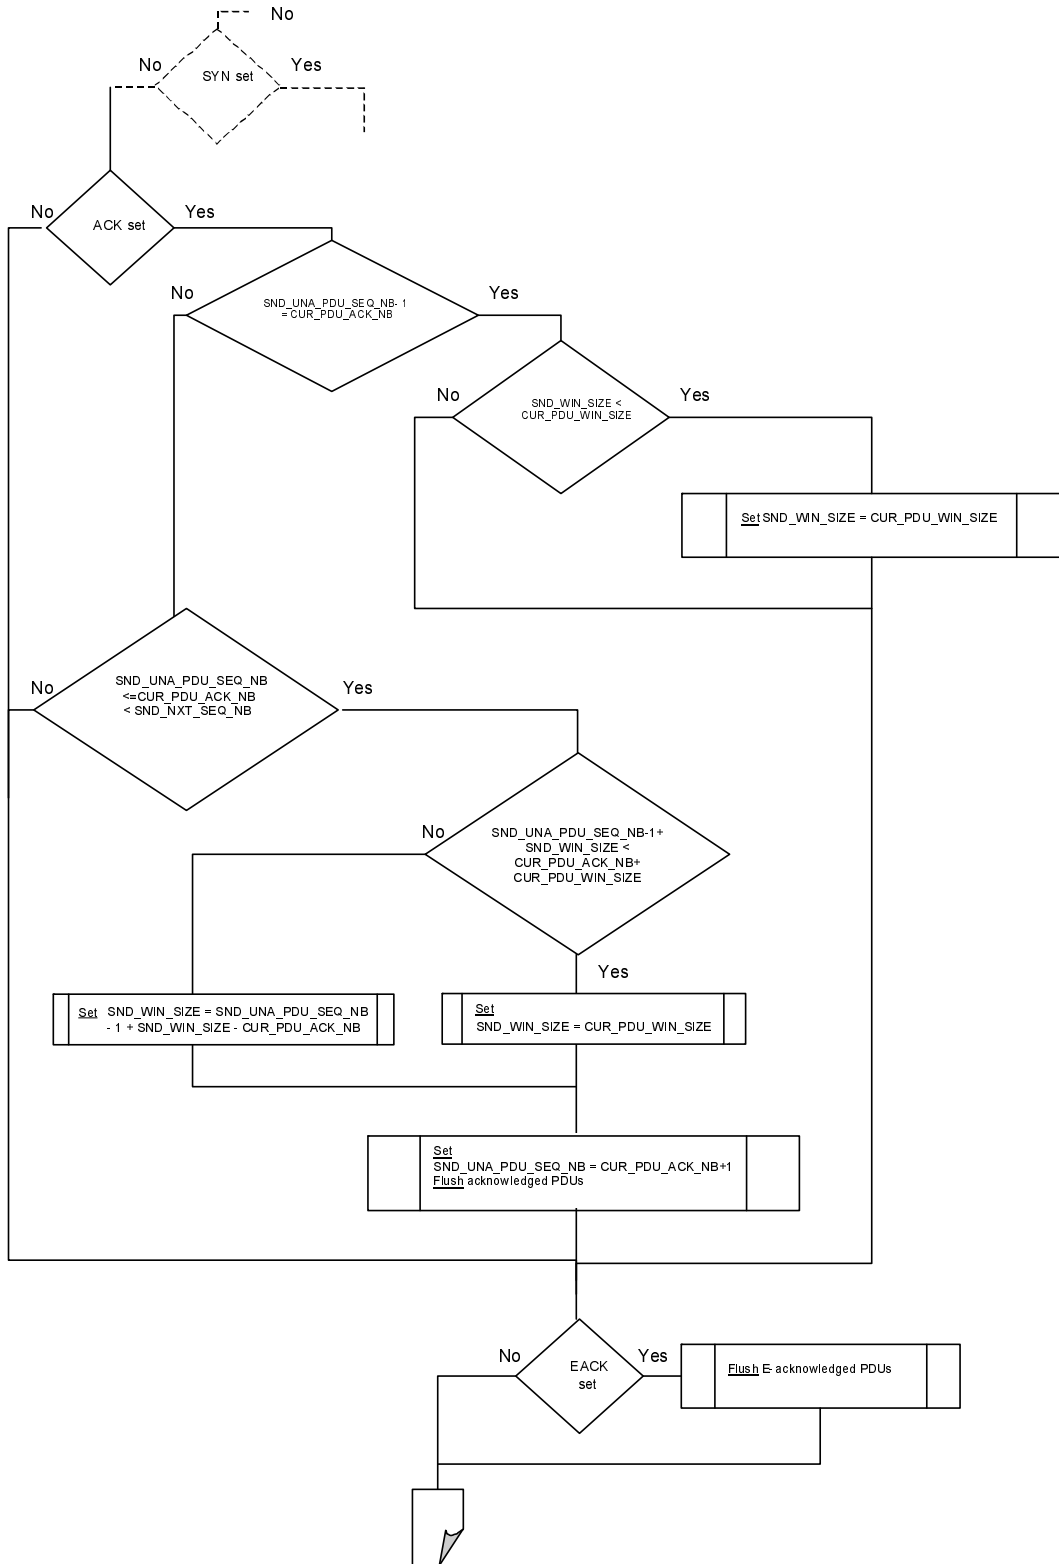 No
No
SYN set
Yes
No
ACK set
Yes
No
SND_UNA_PDU_SEQ_NB- 1
= CUR_PDU_ACK_NB
Yes
No
SND_WIN_SIZE <
CUR_PDU_WIN_SIZE
Yes
Set SND_WIN_SIZE = CUR_PDU_WIN_SIZE
No
SND_UNA_PDU_SEQ_NB
<=CUR_PDU_ACK_NB
< SND_NXT_SEQ_NB
Yes
No
SND_UNA_PDU_SEQ_NB-1+
SND_WIN_SIZE <
CUR_PDU_ACK_NB+
CUR_PDU_WIN_SIZE
Yes
Set SND_WIN_SIZE = SND_UNA_PDU_SEQ_NB
- 1 + SND_WIN_SIZE - CUR_PDU_ACK_NB
Set
SND_WIN_SIZE = CUR_PDU_WIN_SIZE
Set
SND_UNA_PDU_SEQ_NB = CUR_PDU_ACK_NB+1
Flush acknowledged PDUs
No
EACK
set
Yes
Flush E- acknowledged PDUs